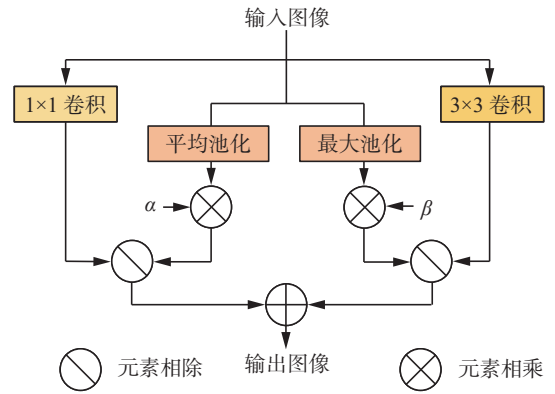 输入图像
1×1 卷积
3×3 卷积
平均池化
最大池化
α
β
输出图像
元素相除
元素相乘